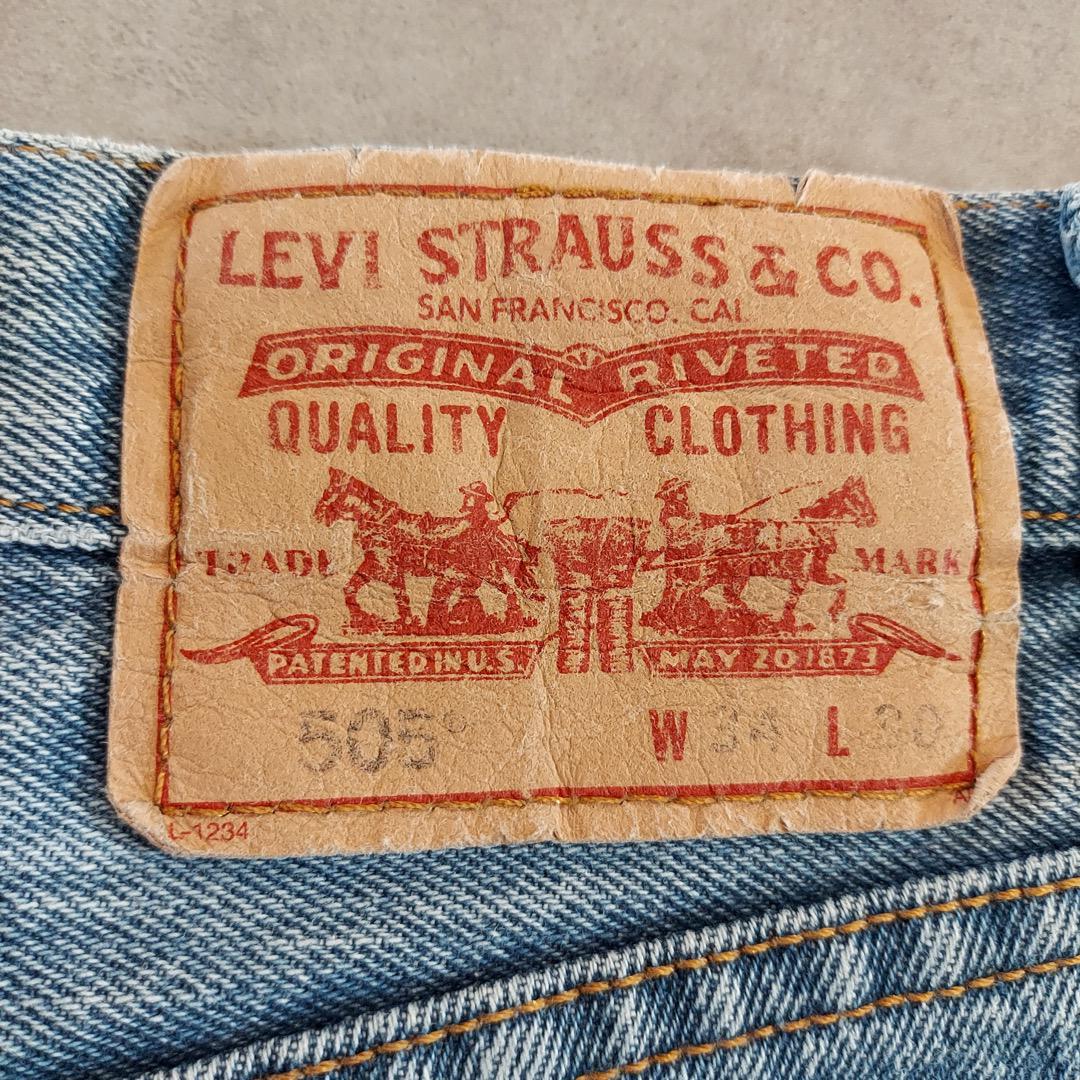 LEVI STRAUSS & CO.
SAN FRANCISCO. CAL
ORIGINAL RIVETED
QUALITY CLOTHING
TRADE MARK
PATENTED IN U.S. MAY 20 1873
505® W 34 L 30
L-1234 A